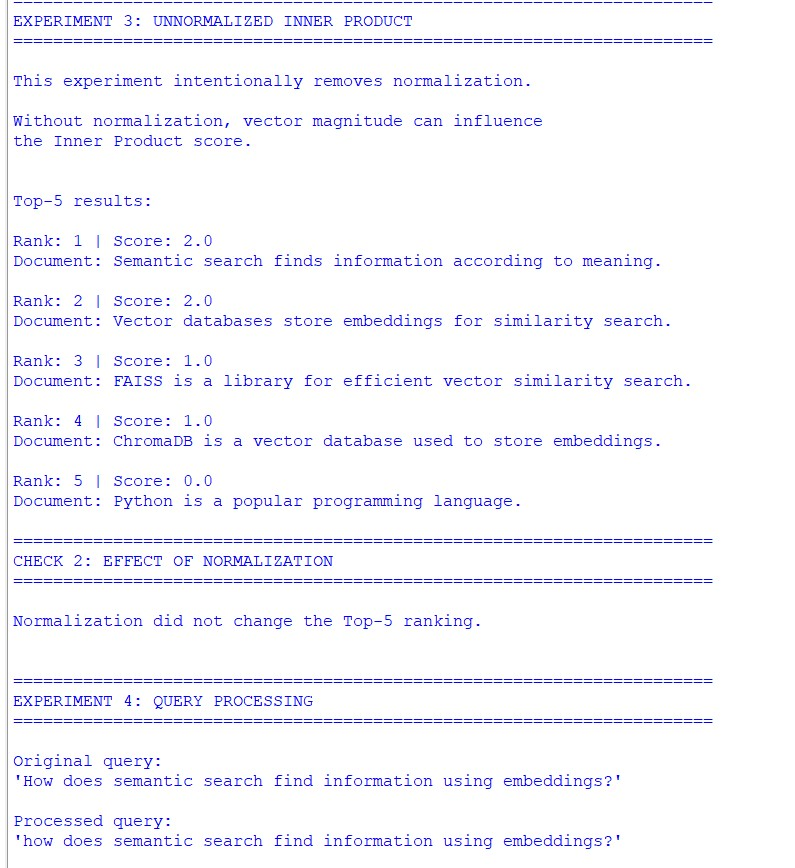 =======================================================================
EXPERIMENT 3: UNNORMALIZED INNER PRODUCT
======================================================================
This experiment intentionally removes normalization.
Without normalization, vector magnitude can influence
the Inner Product score.
Top-5 results:
Rank: 1 | Score: 2.0
Document: Semantic search finds information according to meaning.
Rank: 2 | Score: 2.0
Document: Vector databases store embeddings for similarity search.
Rank: 3 | Score: 1.0
Document: FAISS is a library for efficient vector similarity search.
Rank: 4 | Score: 1.0
Document: ChromaDB is a vector database used to store embeddings.
Rank: 5 | Score: 0.0
Document: Python is a popular programming language.
======================================================================
CHECK 2: EFFECT OF NORMALIZATION
======================================================================
Normalization did not change the Top-5 ranking.
======================================================================
EXPERIMENT 4: QUERY PROCESSING
======================================================================
Original query:
'How does semantic search find information using embeddings?'
Processed query:
'how does semantic search find information using embeddings?'